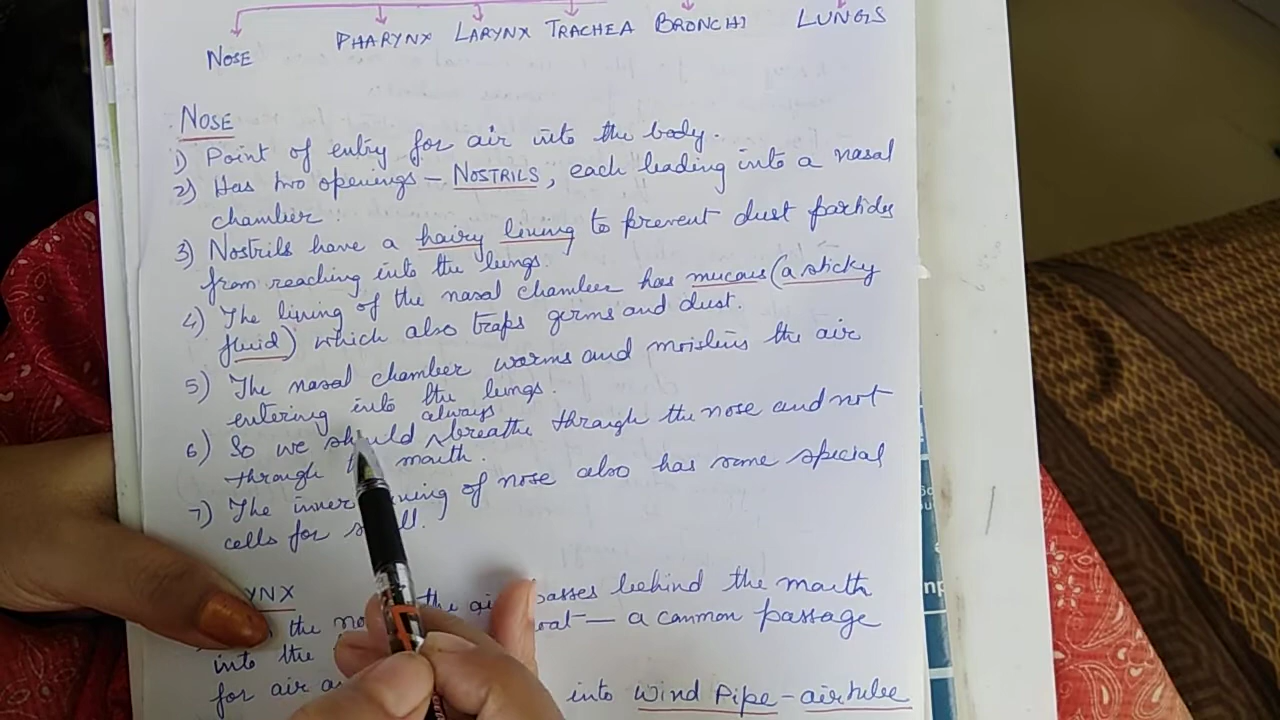 NOSE PHARYNX LARYNX TRACHEA BRONCHI LUNGS
NOSE
1) Point of entry for air into the body.
2) Has two openings – NOSTRILS, each leading into a nasal
chamber
3) Nostrils have a hairy lining to prevent dust particles
from reaching into the lungs.
4) The lining of the nasal chamber has mucous (a sticky
fluid) which also traps germs and dust.
5) The nasal chamber warms and moistens the air
entering into the lungs.
6) So we should always breathe through the nose and not
through mouth.
7) The inner of nose also has some special
cells for
YNX
the the passes behind the mouth
into the – a common passage
for air into Wind Pipe – airtube